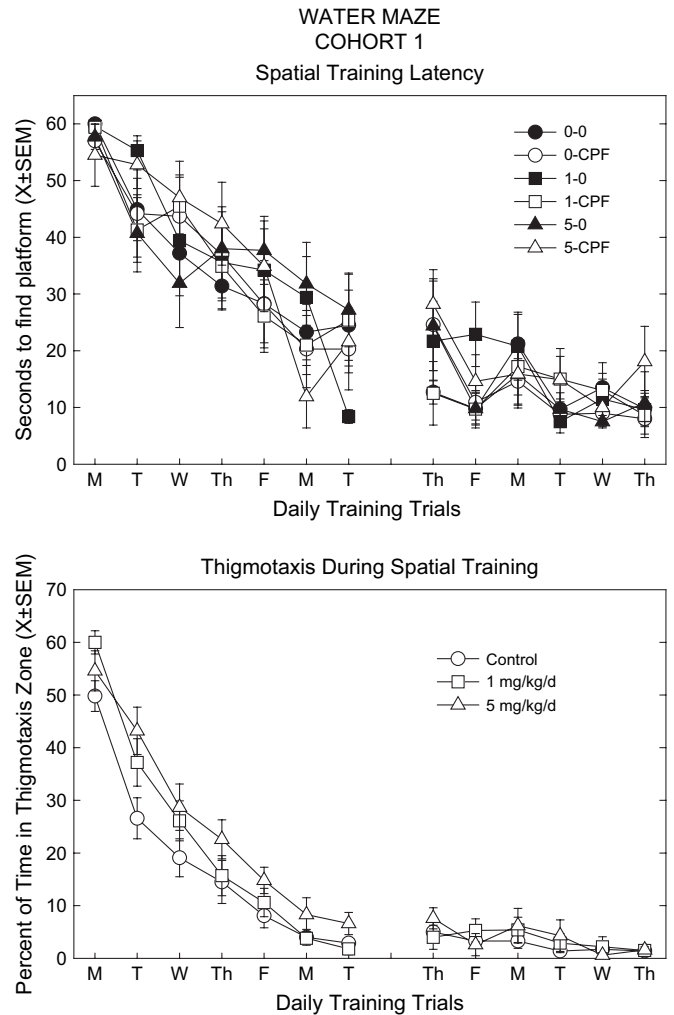 WATER MAZE
COHORT 1
Spatial Training Latency
Seconds to find platform (X±SEM)
60
50
40
30
20
10
0
0-0
0-CPF
1-0
1-CPF
5-0
5-CPF
M T W Th F M T Th F M T W Th
Daily Training Trials
Thigmotaxis During Spatial Training
Percent of Time in Thigmotaxis Zone (X±SEM)
70
60
50
40
30
20
10
0
Control
1 mg/kg/d
5 mg/kg/d
M T W Th F M T Th F M T W Th
Daily Training Trials